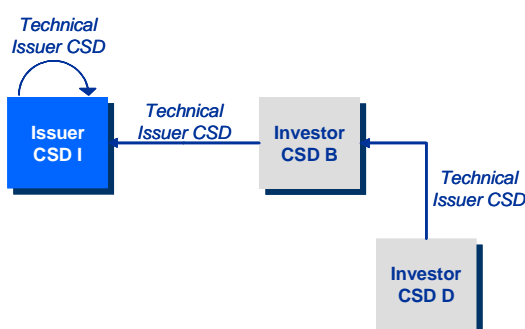 Technical
Issuer CSD
Issuer
CSD I
Technical
Issuer CSD
Investor
CSD B
Technical
Issuer CSD
Investor
CSD D